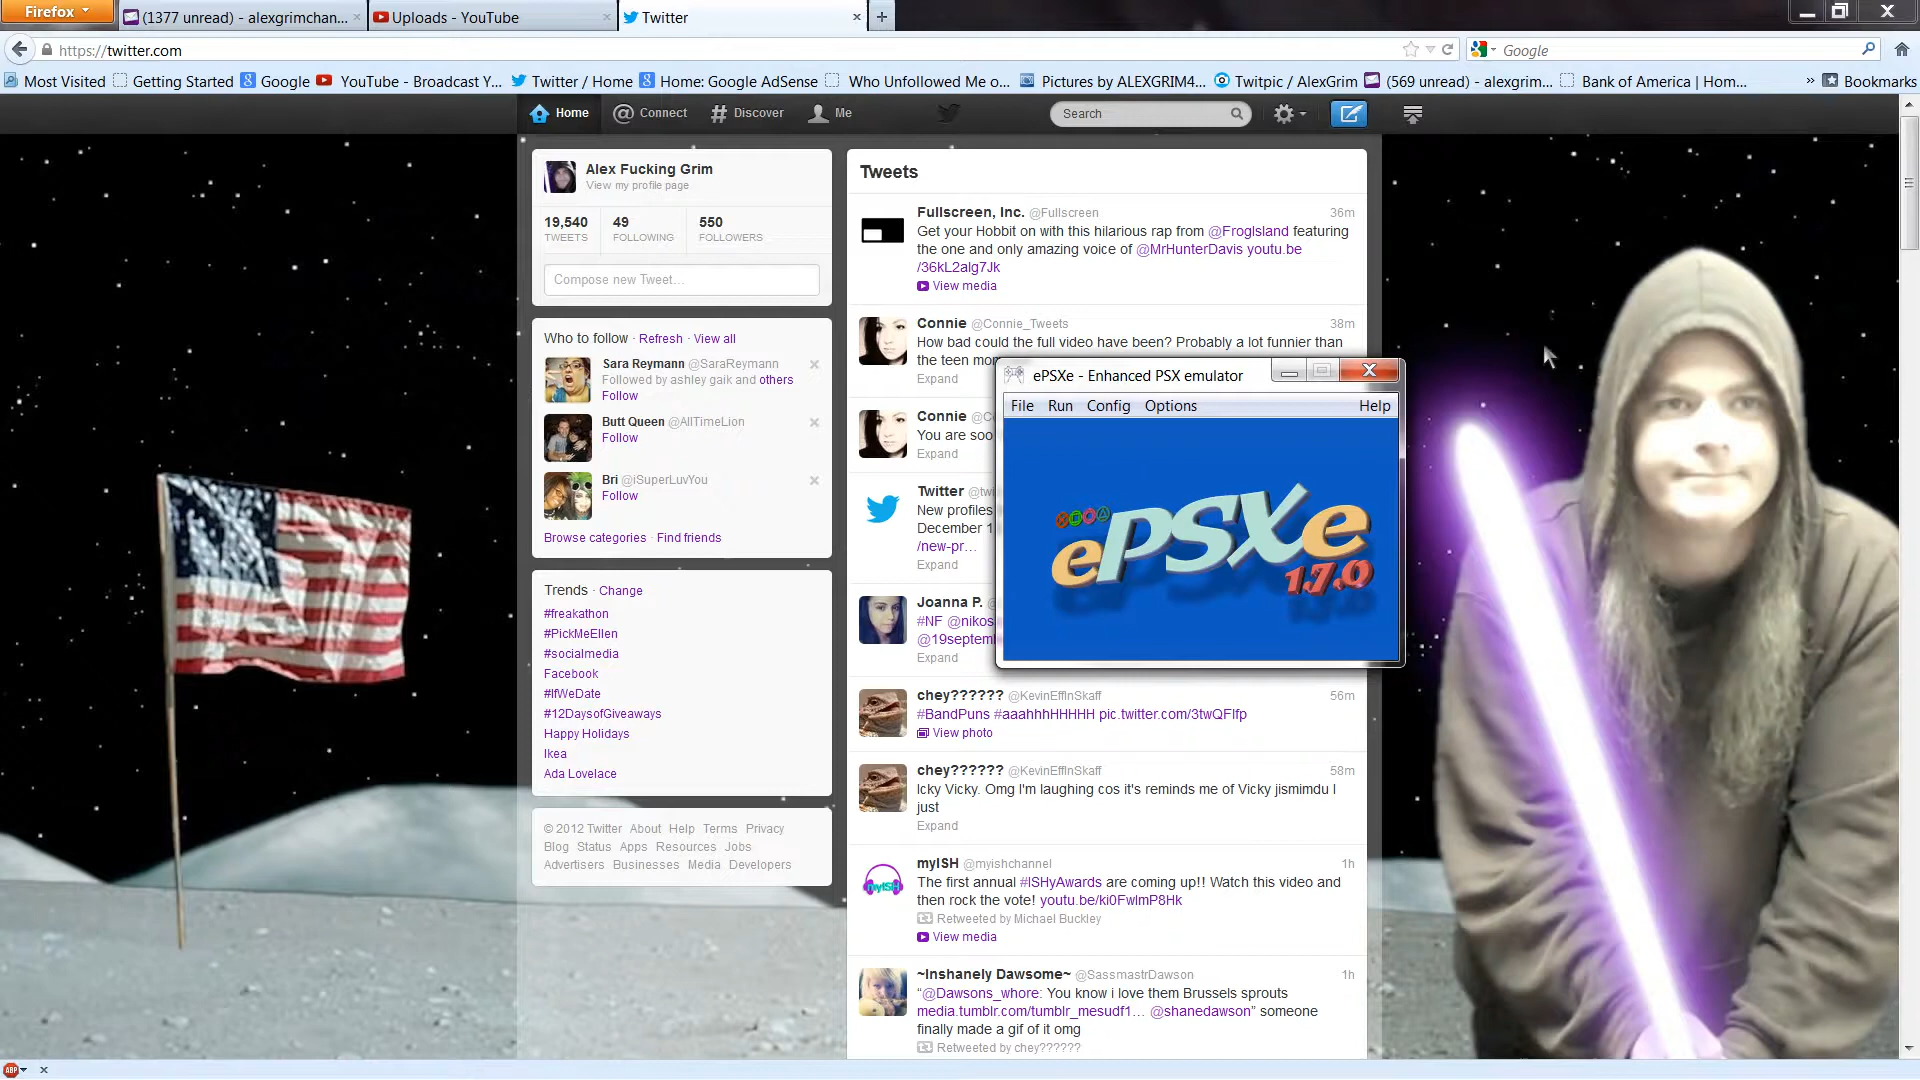 Firefox
(1377 unread) - alexgrimchan...
Uploads - YouTube
Twitter
https://twitter.com
Google
Most Visited
Getting Started
Google
YouTube - Broadcast Y...
Twitter / Home
Home: Google AdSense
Who Unfollowed Me o...
Pictures by ALEXGRIM4...
Twitpic / AlexGrim
(569 unread) - alexgrim...
Bank of America | Hom...
»
Bookmarks
Home
Connect
Discover
Me
Search
Alex Fucking Grim
View my profile page
19,540
49
550
TWEETS
FOLLOWING
FOLLOWERS
Compose new Tweet...
Who to follow · Refresh · View all
Sara Reymann @SaraReymann
Followed by ashley gaik and others
Follow
Butt Queen @AllTimeLion
Follow
Bri @iSuperLuvYou
Follow
Browse categories · Find friends
Trends · Change
#freakathon
#PickMeEllen
#socialmedia
Facebook
#IfWeDate
#12DaysofGiveaways
Happy Holidays
Ikea
Ada Lovelace
© 2012 Twitter About Help Terms Privacy
Blog Status Apps Resources Jobs
Advertisers Businesses Media Developers
Tweets
Fullscreen, Inc. @Fullscreen 36m
Get your Hobbit on with this hilarious rap from @FrogIsland featuring
the one and only amazing voice of @MrHunterDavis youtu.be
/36kL2alg7Jk
View media
Connie @Connie_Tweets 38m
How bad could the full video have been? Probably a lot funnier than
the teen mom
Expand
Connie @C
You are soo
Expand
Twitter @twi
New profiles
December 1
/new-pr...
Expand
Joanna P. @
#NF @nikos
@19septem
Expand
chey?????? @KevinEffInSkaff 56m
#BandPuns #aaahhhHHHHH pic.twitter.com/3twQFIfp
View photo
chey?????? @KevinEffInSkaff 58m
Icky Vicky. Omg I'm laughing cos it's reminds me of Vicky jismimdu I
just
Expand
myISH @myishchannel 1h
The first annual #ISHyAwards are coming up!! Watch this video and
then rock the vote! youtu.be/ki0FwlmP8Hk
Retweeted by Michael Buckley
View media
~Inshanely Dawsome~ @SassmastrDawson 1h
“@Dawsons_whore: You know i love them Brussels sprouts
media.tumblr.com/tumblr_mesudf1... @shanedawson” someone
finally made a gif of it omg
Retweeted by chey??????
ePSXe - Enhanced PSX emulator
File Run Config Options Help
ePSXe
1.7.0
myISH
ABP